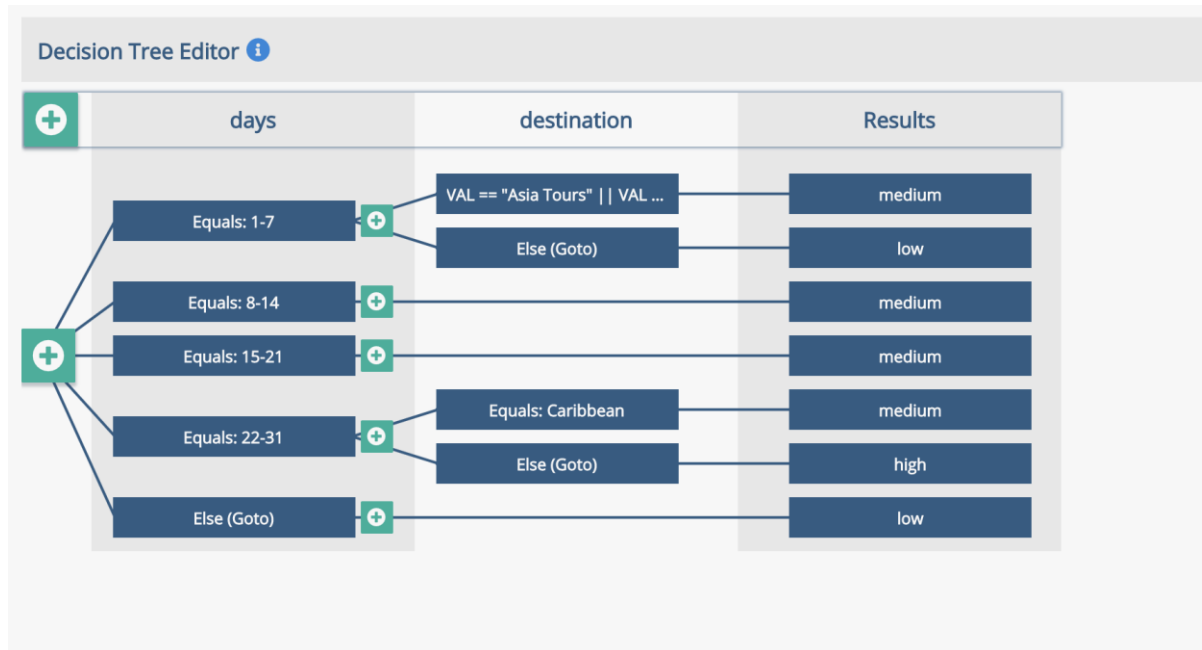 Decision Tree Editor
days destination Results
VAL == "Asia Tours" || VAL ... medium
Equals: 1-7
Else (Goto) low
Equals: 8-14 medium
Equals: 15-21 medium
Equals: Caribbean medium
Equals: 22-31
Else (Goto) high
Else (Goto) low